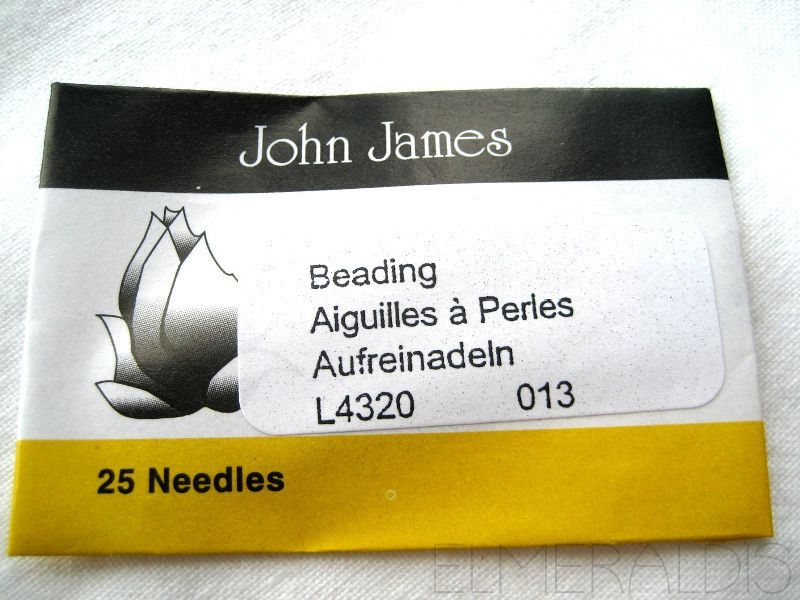 John James
Beading
Aiguilles à Perles
Aufreinadeln
L4320 013
25 Needles
ELMERALDIS